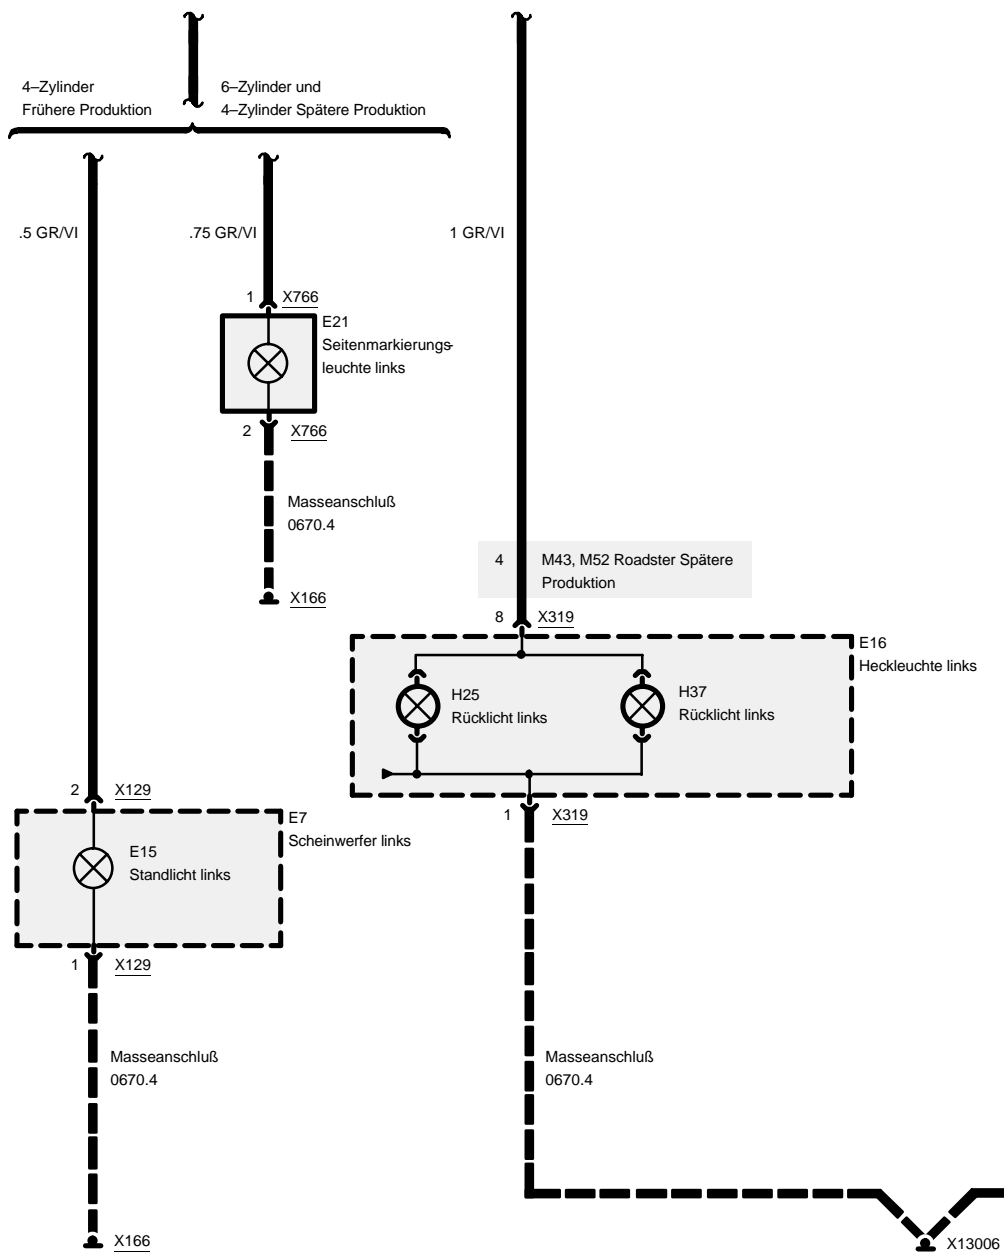 4–Zylinder
Frühere Produktion
6–Zylinder und
4–Zylinder Spätere Produktion
.5 GR/VI
.75 GR/VI
1 GR/VI
1
X766
E21
Seitenmarkierungs-
leuchte links
2
X766
Masseanschluß
0670.4
X166
4
M43, M52 Roadster Spätere
Produktion
8
X319
E16
Heckleuchte links
H25
Rücklicht links
H37
Rücklicht links
2
X129
1
X319
E7
Scheinwerfer links
E15
Standlicht links
1
X129
Masseanschluß
0670.4
Masseanschluß
0670.4
X166
X13006